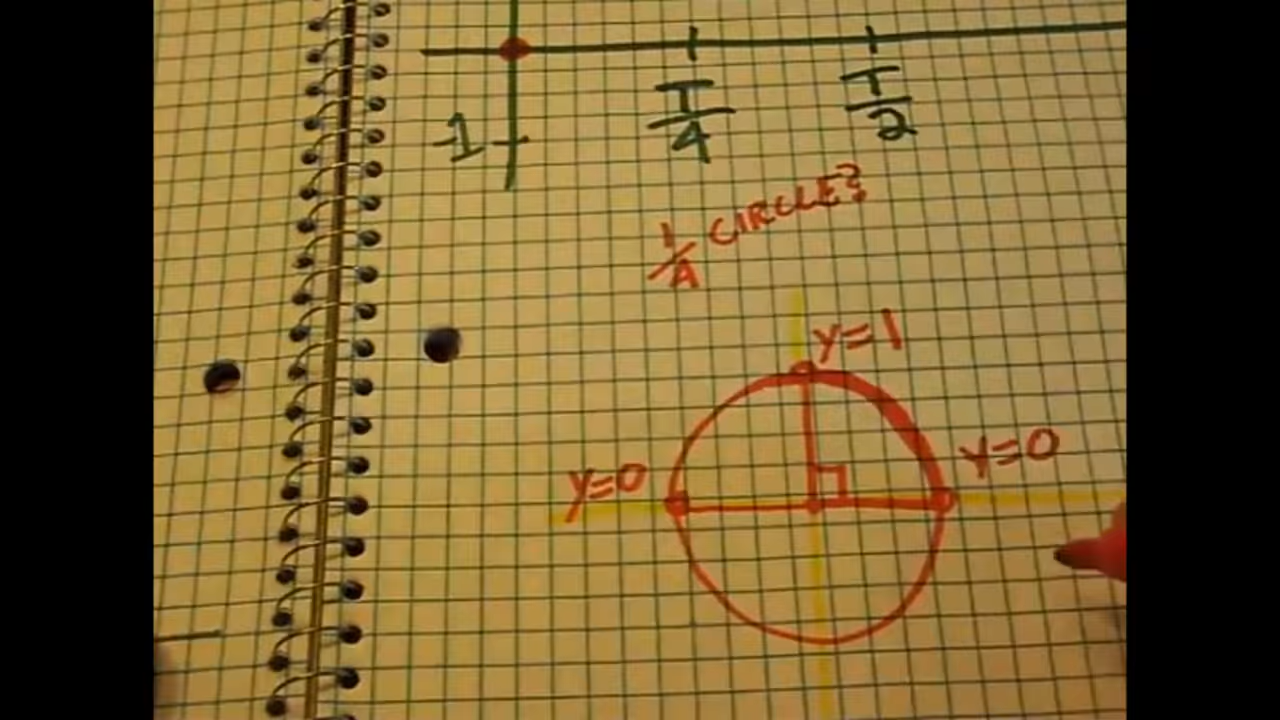 -1
T/4
T/2
1/4 CIRCLE?
y=1
y=0
y=0